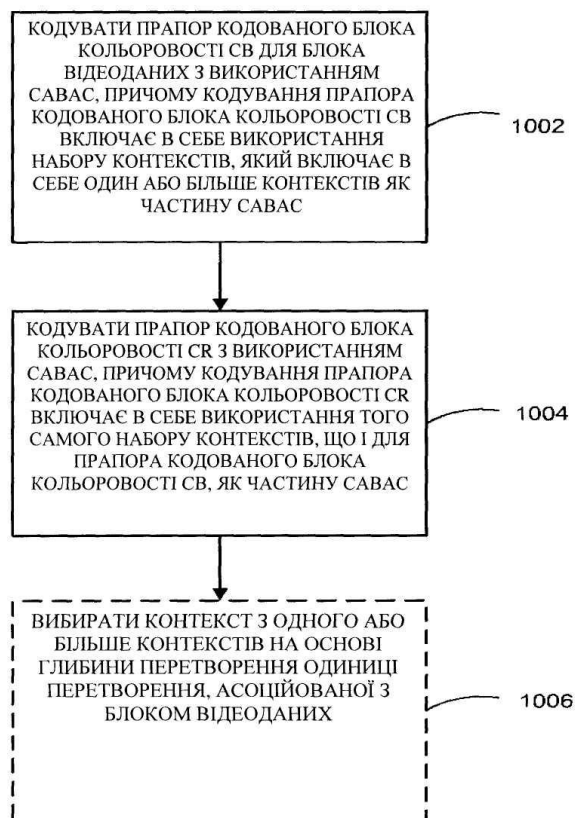 КОДУВАТИ ПРАПОР КОДОВАНОГО БЛОКА
КОЛЬОРОВОСТІ СВ ДЛЯ БЛОКА
ВІДЕОДАНИХ З ВИКОРИСТАННЯМ
САВАС, ПРИЧОМУ КОДУВАННЯ ПРАПОРА
КОДОВАНОГО БЛОКА КОЛЬОРОВОСТІ СВ
ВКЛЮЧАЄ В СЕБЕ ВИКОРИСТАННЯ
НАБОРУ КОНТЕКСТІВ, ЯКИЙ ВКЛЮЧАЄ В
СЕБЕ ОДИН АБО БІЛЬШЕ КОНТЕКСТІВ ЯК
ЧАСТИНУ САВАС
1002
КОДУВАТИ ПРАПОР КОДОВАНОГО БЛОКА
КОЛЬОРОВОСТІ CR З ВИКОРИСТАННЯМ
САВАС, ПРИЧОМУ КОДУВАННЯ ПРАПОРА
КОДОВАНОГО БЛОКА КОЛЬОРОВОСТІ CR
ВКЛЮЧАЄ В СЕБЕ ВИКОРИСТАННЯ ТОГО
САМОГО НАБОРУ КОНТЕКСТІВ, ЩО І ДЛЯ
ПРАПОРА КОДОВАНОГО БЛОКА
КОЛЬОРОВОСТІ СВ, ЯК ЧАСТИНУ САВАС
1004
ВИБИРАТИ КОНТЕКСТ З ОДНОГО АБО
БІЛЬШЕ КОНТЕКСТІВ НА ОСНОВІ
ГЛИБИНИ ПЕРЕТВОРЕННЯ ОДИНИЦІ
ПЕРЕТВОРЕННЯ, АСОЦІЙОВАНОЇ З
БЛОКОМ ВІДЕОДАНИХ
1006